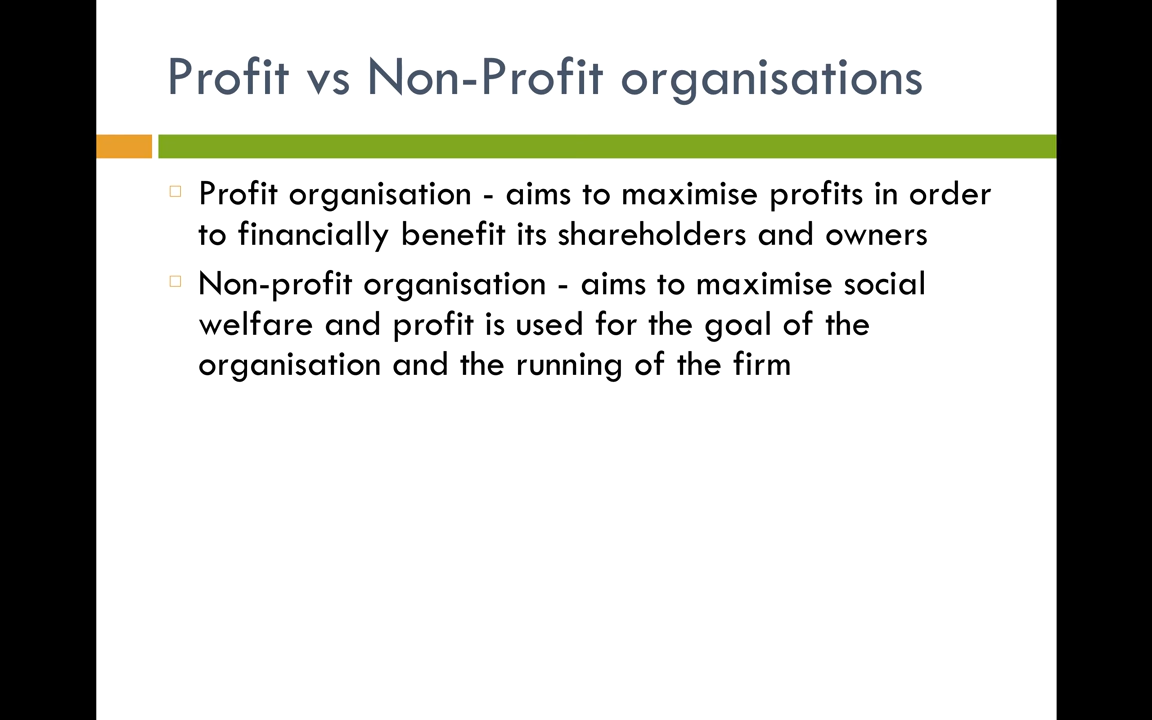 Profit vs Non-Profit organisations
Profit organisation - aims to maximise profits in order
to financially benefit its shareholders and owners
Non-profit organisation - aims to maximise social
welfare and profit is used for the goal of the
organisation and the running of the firm